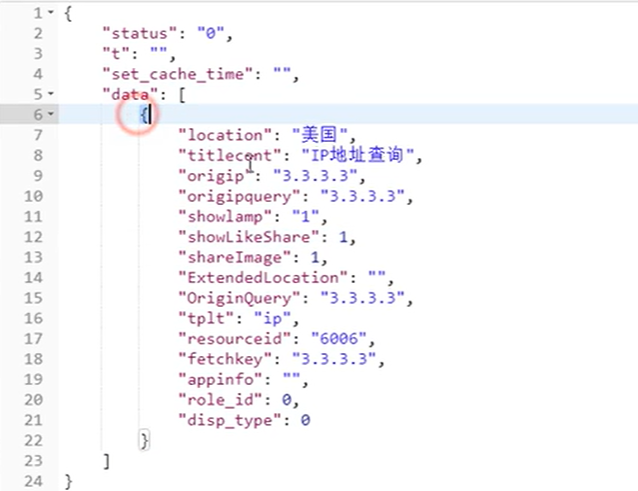 1 {
2 "status": "0",
3 "t": "",
4 "set_cache_time": "",
5 "data": [
6 {
7 "location": "美国",
8 "titlecont": "IP地址查询",
9 "origip": "3.3.3.3",
10 "origipquery": "3.3.3.3",
11 "showlamp": "1",
12 "showLikeShare": 1,
13 "shareImage": 1,
14 "ExtendedLocation": "",
15 "OriginQuery": "3.3.3.3",
16 "tplt": "ip",
17 "resourceid": "6006",
18 "fetchkey": "3.3.3.3",
19 "appinfo": "",
20 "role_id": 0,
21 "disp_type": 0
22 }
23 ]
24 }